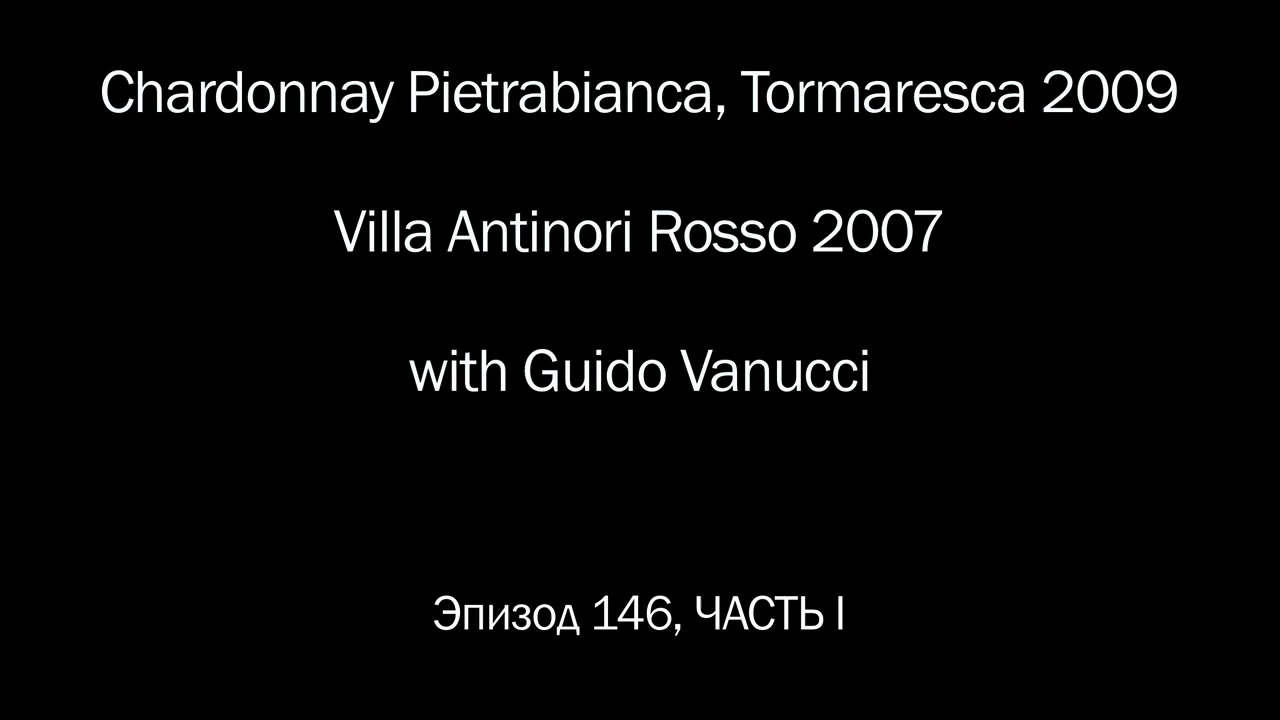 Chardonnay Pietrabianca, Tormaresca 2009
Villa Antinori Rosso 2007
with Guido Vanucci
Эпизод 146, ЧАСТЬ I